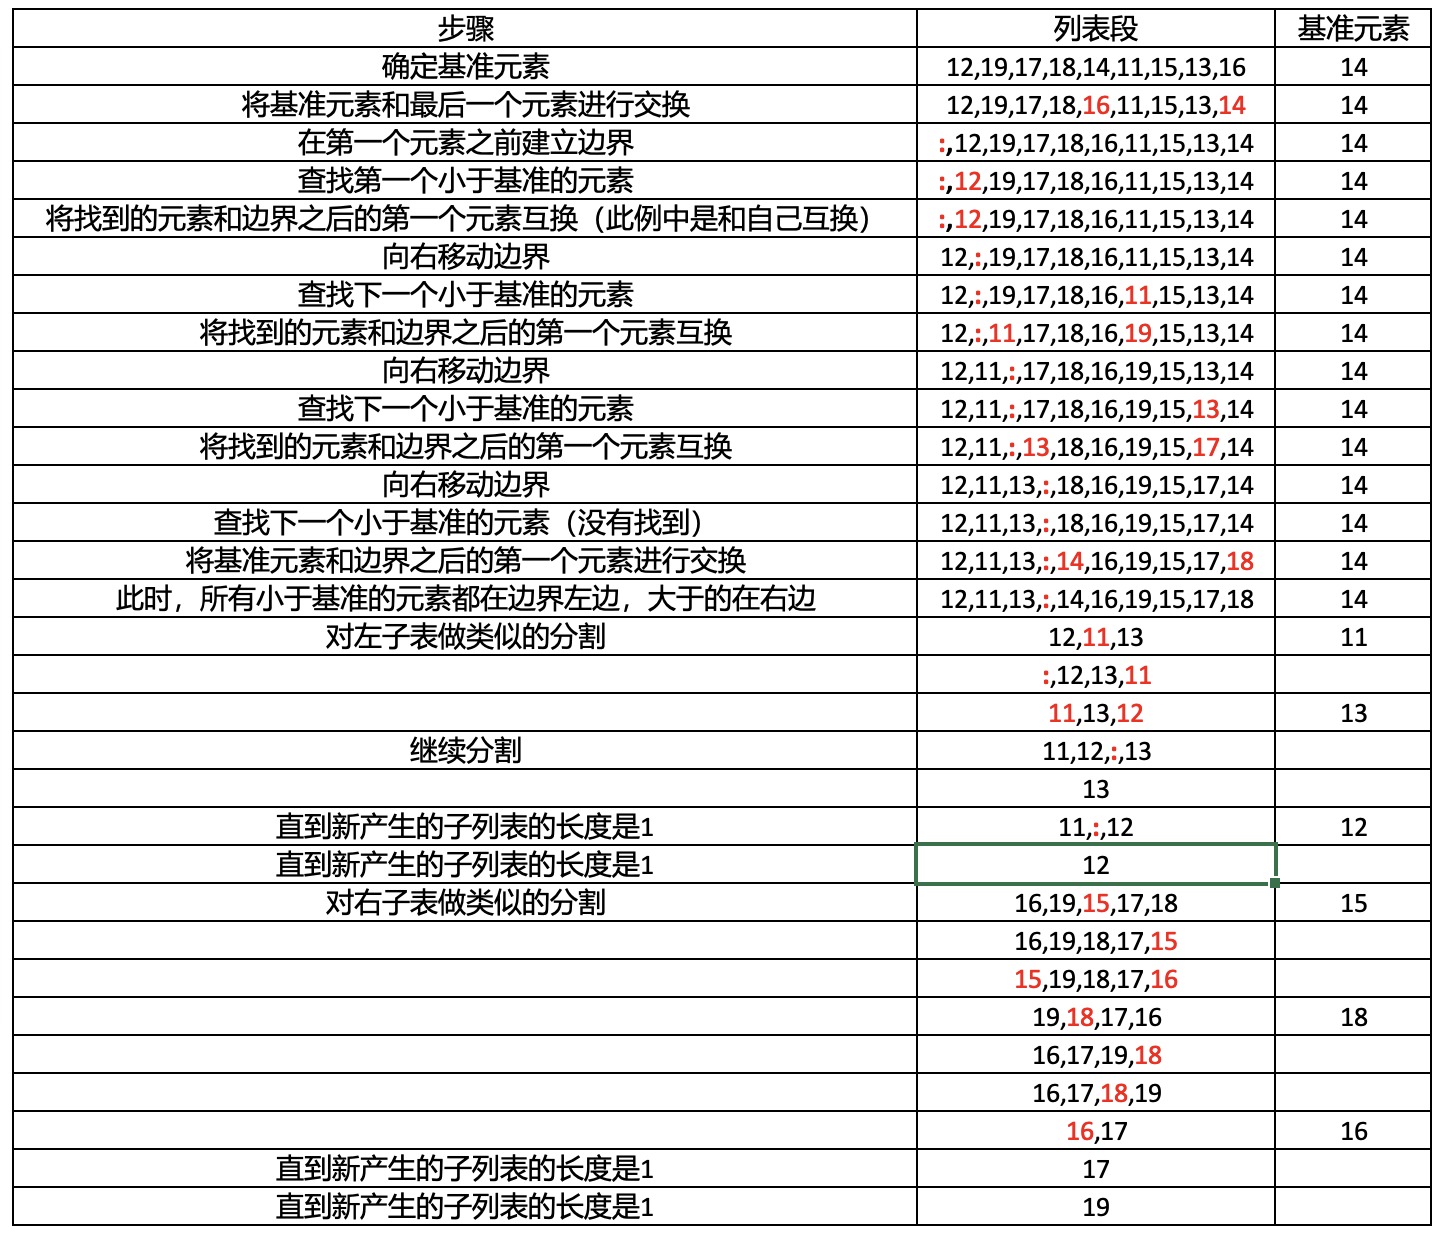 步骤 列表段 基准元素
确定基准元素 12,19,17,18,14,11,15,13,16 14
将基准元素和最后一个元素进行交换 12,19,17,18,16,11,15,13,14 14
在第一个元素之前建立边界 :,12,19,17,18,16,11,15,13,14 14
查找第一个小于基准的元素 :,12,19,17,18,16,11,15,13,14 14
将找到的元素和边界之后的第一个元素互换（此例中是和自己互换） :,12,19,17,18,16,11,15,13,14 14
向右移动边界 12,:,19,17,18,16,11,15,13,14 14
查找下一个小于基准的元素 12,:,19,17,18,16,11,15,13,14 14
将找到的元素和边界之后的第一个元素互换 12,:,11,17,18,16,19,15,13,14 14
向右移动边界 12,11,:,17,18,16,19,15,13,14 14
查找下一个小于基准的元素 12,11,:,17,18,16,19,15,13,14 14
将找到的元素和边界之后的第一个元素互换 12,11,:,13,18,16,19,15,17,14 14
向右移动边界 12,11,13,:,18,16,19,15,17,14 14
查找下一个小于基准的元素（没有找到） 12,11,13,:,18,16,19,15,17,14 14
将基准元素和边界之后的第一个元素进行交换 12,11,13,:,14,16,19,15,17,18 14
此时，所有小于基准的元素都在边界左边，大于的在右边 12,11,13,:,14,16,19,15,17,18 14
对左子表做类似的分割 12,11,13 11
:,12,13,11
11,13,12 13
继续分割 11,12,:,13
13
直到新产生的子列表的长度是1 11,:,12 12
直到新产生的子列表的长度是1 12
对右子表做类似的分割 16,19,15,17,18 15
16,19,18,17,15
15,19,18,17,16
19,18,17,16 18
16,17,19,18
16,17,18,19
16,17 16
直到新产生的子列表的长度是1 17
直到新产生的子列表的长度是1 19